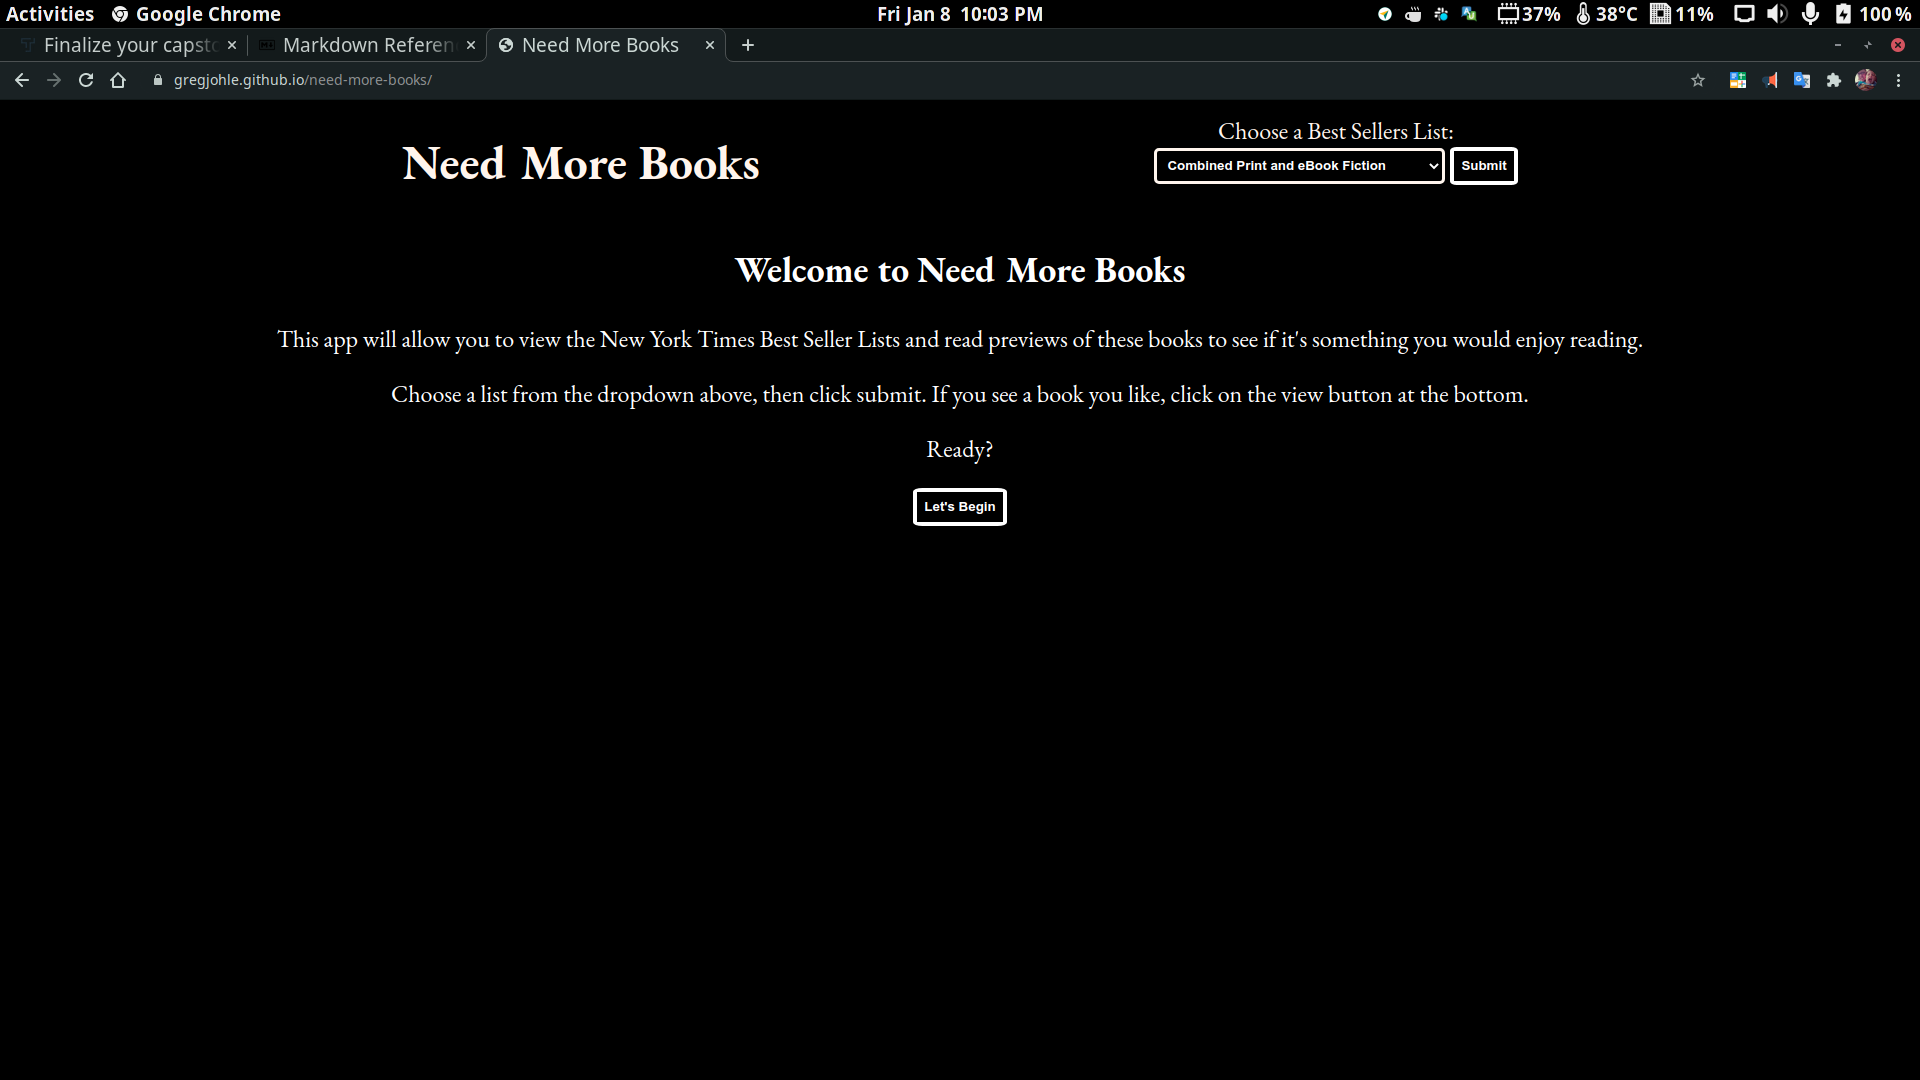 Activities Google Chrome Fri Jan 8 10:03 PM 37% 38°C 11% 100 %
Finalize your capsto Markdown Referen Need More Books
gregjohle.github.io/need-more-books/
Choose a Best Sellers List:
Need More Books
Combined Print and eBook Fiction Submit
Welcome to Need More Books
This app will allow you to view the New York Times Best Seller Lists and read previews of these books to see if it's something you would enjoy reading.
Choose a list from the dropdown above, then click submit. If you see a book you like, click on the view button at the bottom.
Ready?
Let's Begin